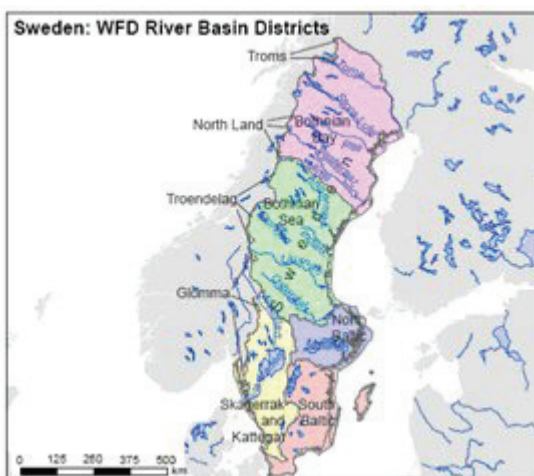 Sweden: WFD River Basin Districts
Troms
North Land
Bothnian
Bay
Troendelag
Bothnian
Sea
Sweden
Glomma
North
Baltic
Skagerrak
and
Kattegat
South
Baltic
0 125 250 375 500
km